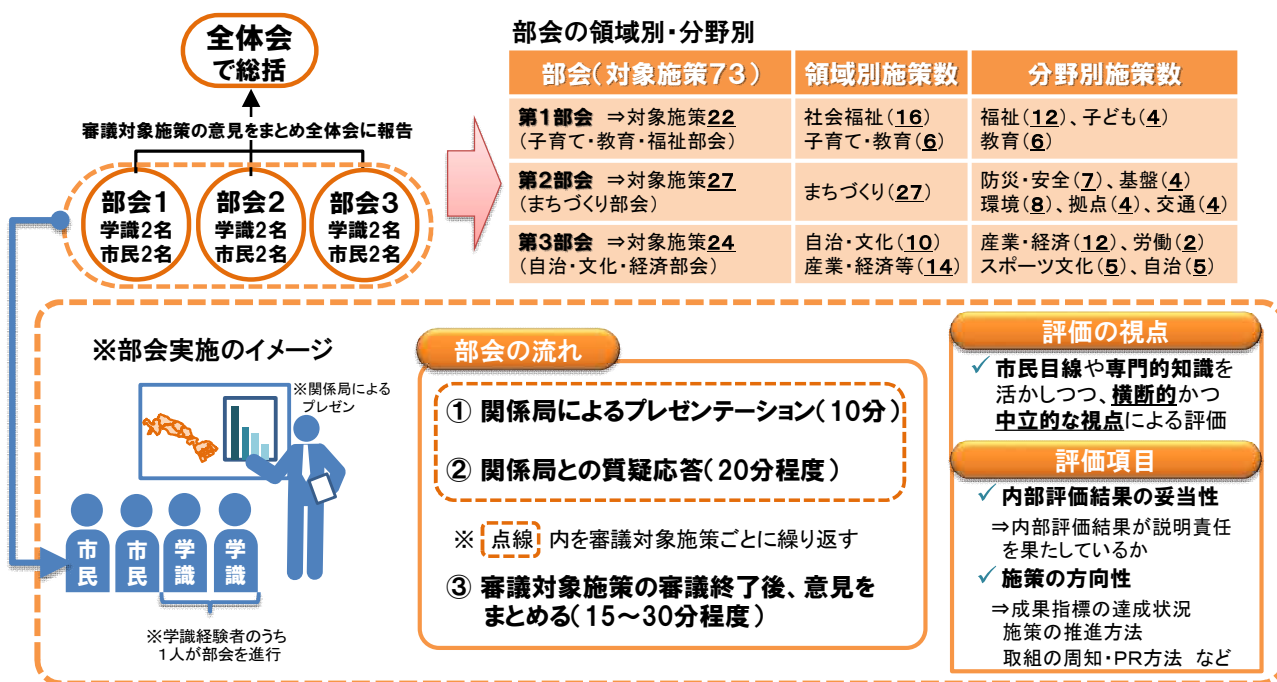 全体会
で総括
審議対象施策の意見をまとめ全体会に報告
部会1
学識2名
市民2名
部会2
学識2名
市民2名
部会3
学識2名
市民2名
部会の領域別・分野別
部会(対象施策73)
領域別施策数
分野別施策数
第1部会 ⇒対象施策22
(子育て・教育・福祉部会)
社会福祉(16)
子育て・教育(6)
福祉(12)、子ども(4)
教育(6)
第2部会 ⇒対象施策27
(まちづくり部会)
まちづくり(27)
防災・安全(7)、基盤(4)
環境(8)、拠点(4)、交通(4)
第3部会 ⇒対象施策24
(自治・文化・経済部会)
自治・文化(10)
産業・経済等(14)
産業・経済(12)、労働(2)
スポーツ文化(5)、自治(5)
※部会実施のイメージ
※関係局による
プレゼン
市民
市民
学識
学識
※学識経験者のうち
1人が部会を進行
部会の流れ
① 関係局によるプレゼンテーション(10分)
② 関係局との質疑応答(20分程度)
※ 点線 内を審議対象施策ごとに繰り返す
③ 審議対象施策の審議終了後、意見を
まとめる(15～30分程度)
評価の視点
✓ 市民目線や専門的知識を
活かしつつ、横断的かつ
中立的な視点による評価
評価項目
✓ 内部評価結果の妥当性
⇒内部評価結果が説明責任
を果たしているか
✓ 施策の方向性
⇒成果指標の達成状況
施策の推進方法
取組の周知・PR方法 など